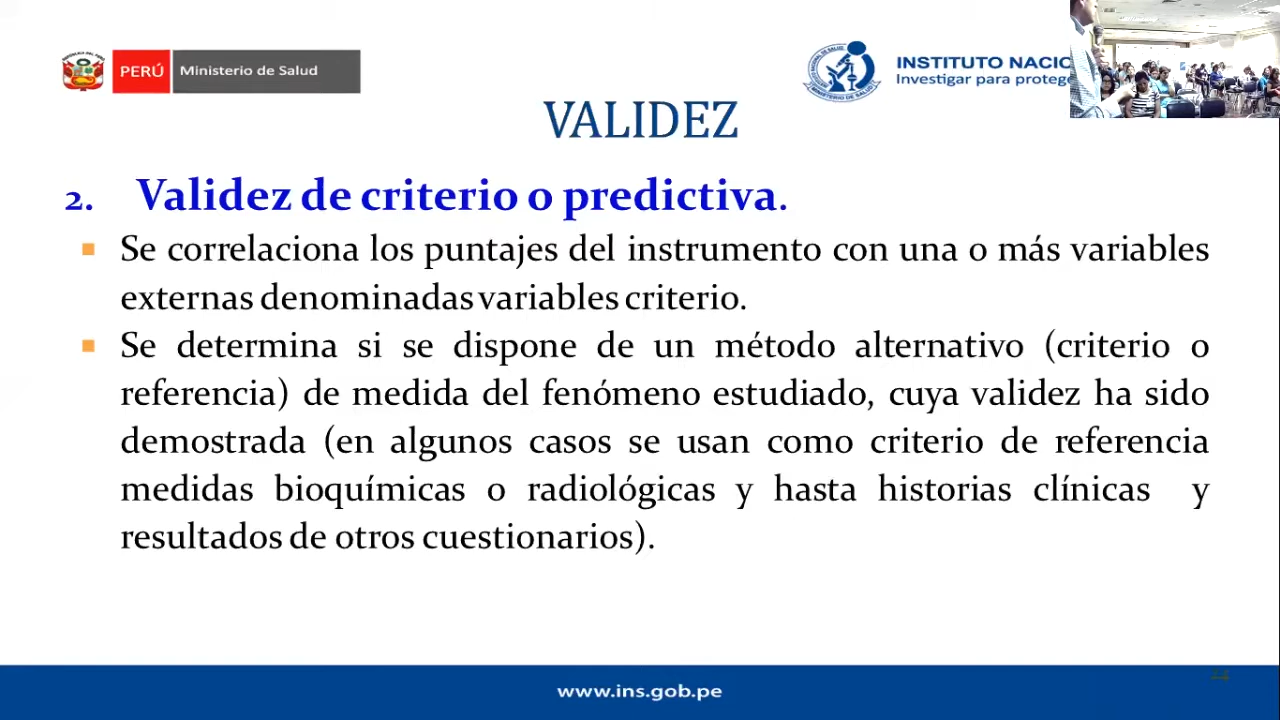 PERÚ Ministerio de Salud
INSTITUTO NACIO
Investigar para proteg
VALIDEZ
2. Validez de criterio o predictiva.
Se correlaciona los puntajes del instrumento con una o más variables
externas denominadas variables criterio.
Se determina si se dispone de un método alternativo (criterio o
referencia) de medida del fenómeno estudiado, cuya validez ha sido
demostrada (en algunos casos se usan como criterio de referencia
medidas bioquímicas o radiológicas y hasta historias clínicas y
resultados de otros cuestionarios).
www.ins.gob.pe